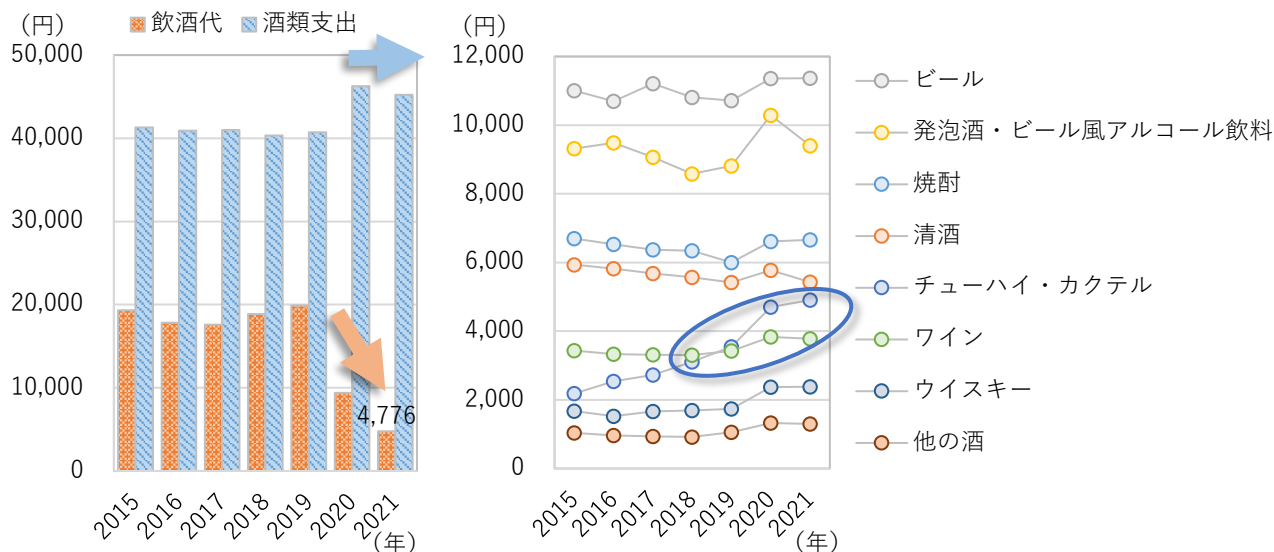 （円）
飲酒代
酒類支出
50,000
40,000
30,000
20,000
10,000
0
4,776
2015
2016
2017
2018
2019
2020
2021
（年）
（円）
12,000
10,000
8,000
6,000
4,000
2,000
0
2015
2016
2017
2018
2019
2020
2021
（年）
ビール
発泡酒・ビール風アルコール飲料
焼酎
清酒
チューハイ・カクテル
ワイン
ウイスキー
他の酒